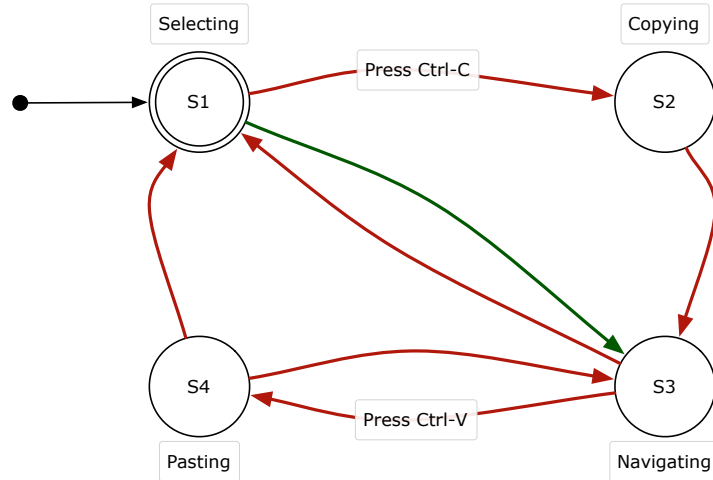 Selecting
Copying
Press Ctrl-C
S1
S2
S4
S3
Press Ctrl-V
Pasting
Navigating